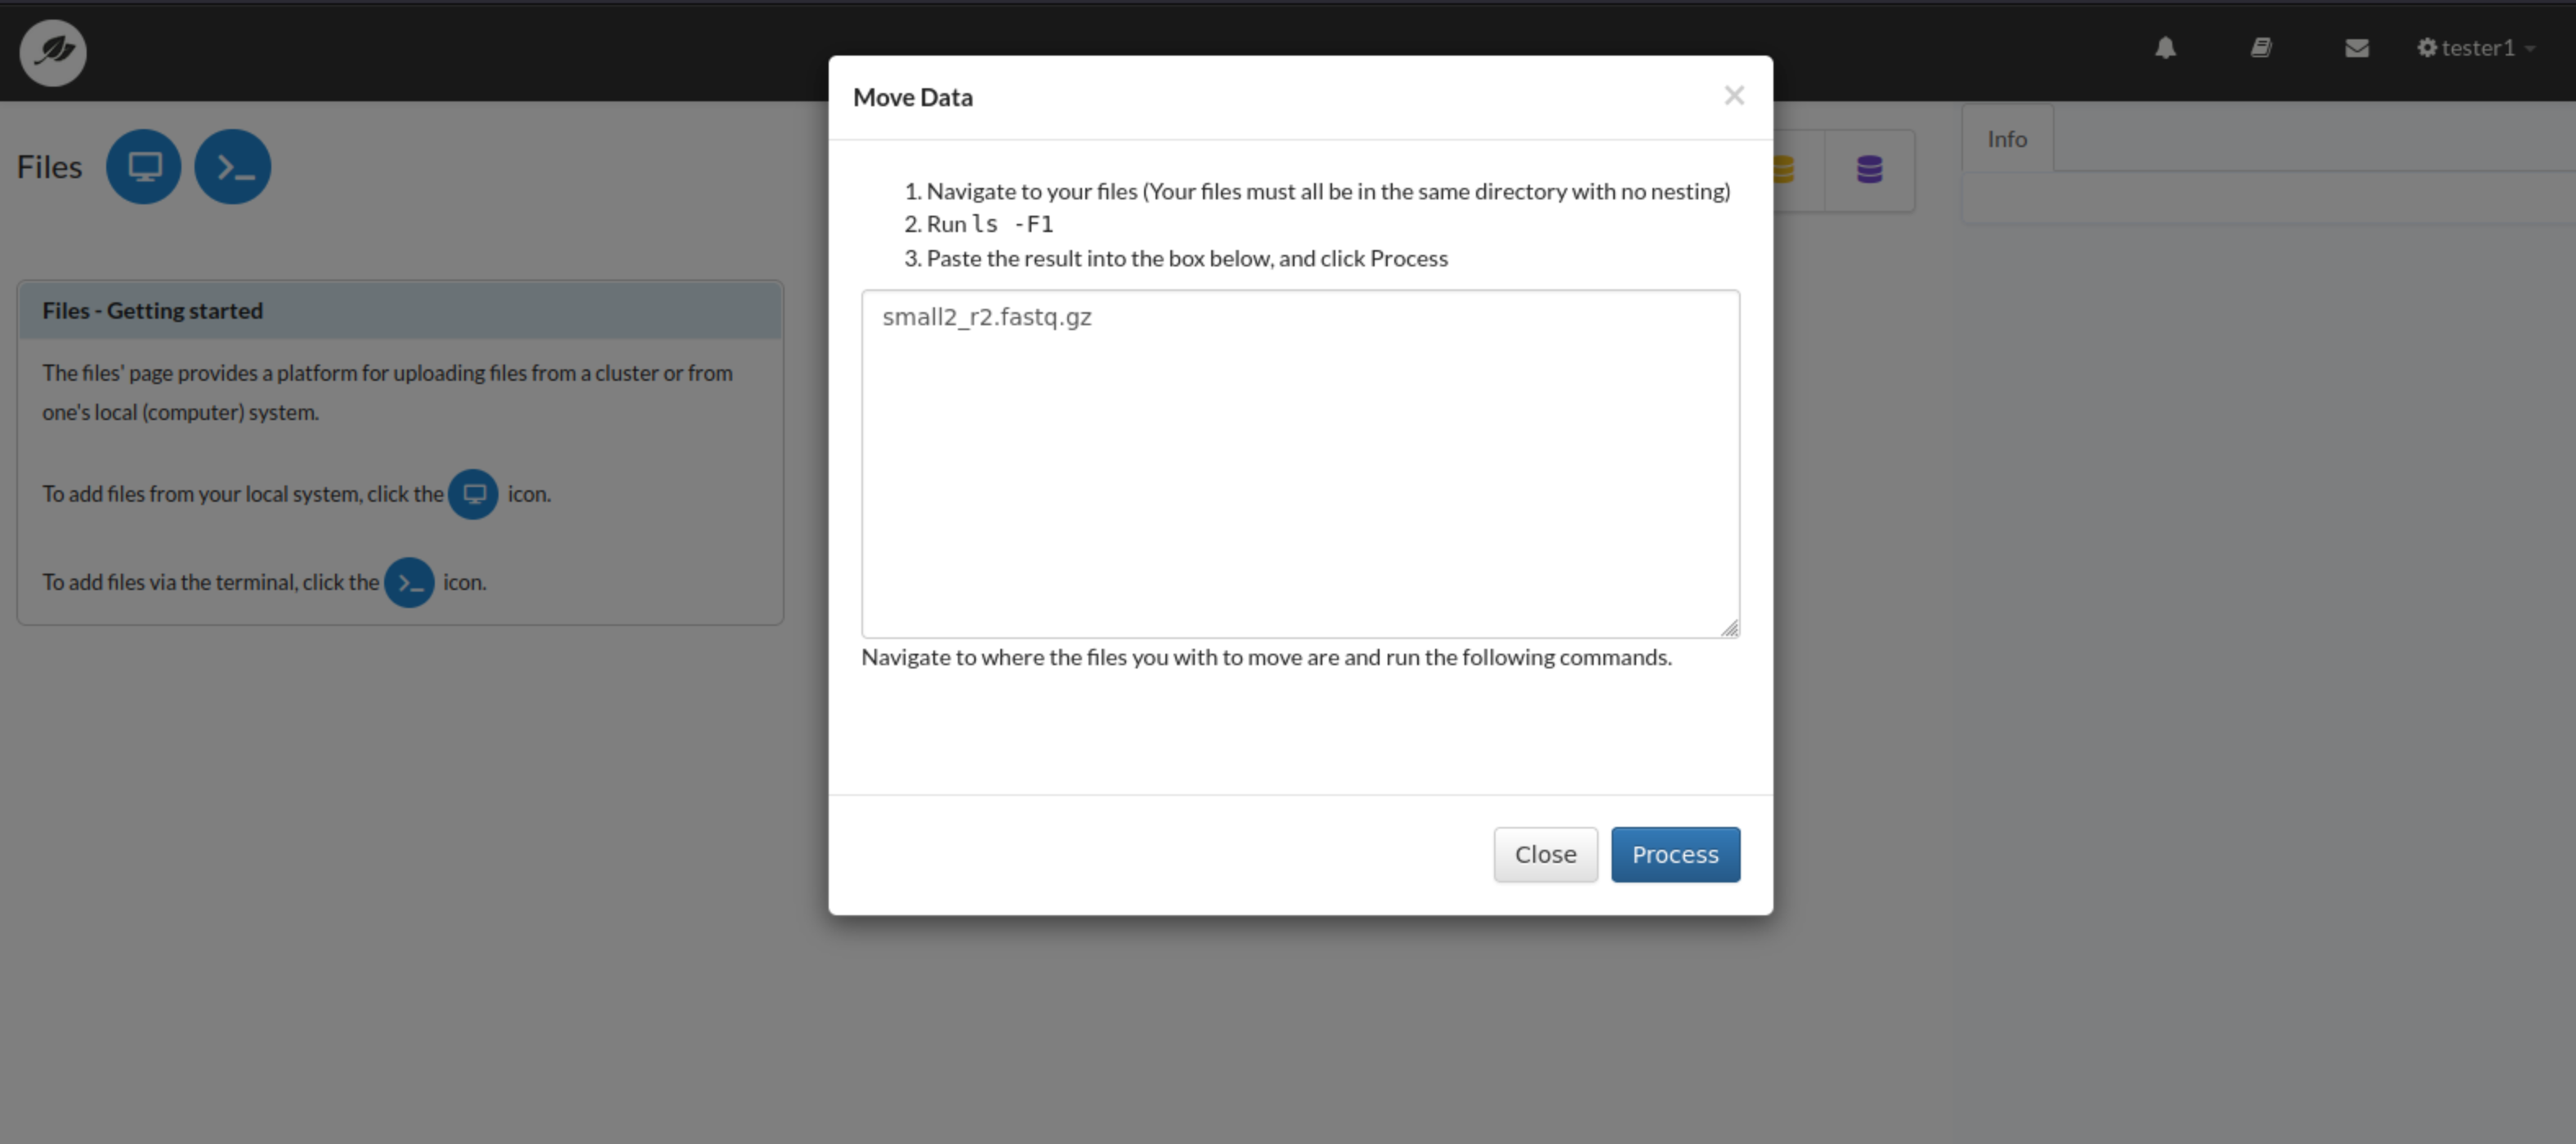 tester1
Move Data
Files
Info
1. Navigate to your files (Your files must all be in the same directory with no nesting)
2. Run ls -F1
3. Paste the result into the box below, and click Process
Files - Getting started
small2_r2.fastq.gz
The files' page provides a platform for uploading files from a cluster or from
one's local (computer) system.
To add files from your local system, click the icon.
To add files via the terminal, click the icon.
Navigate to where the files you with to move are and run the following commands.
Close
Process